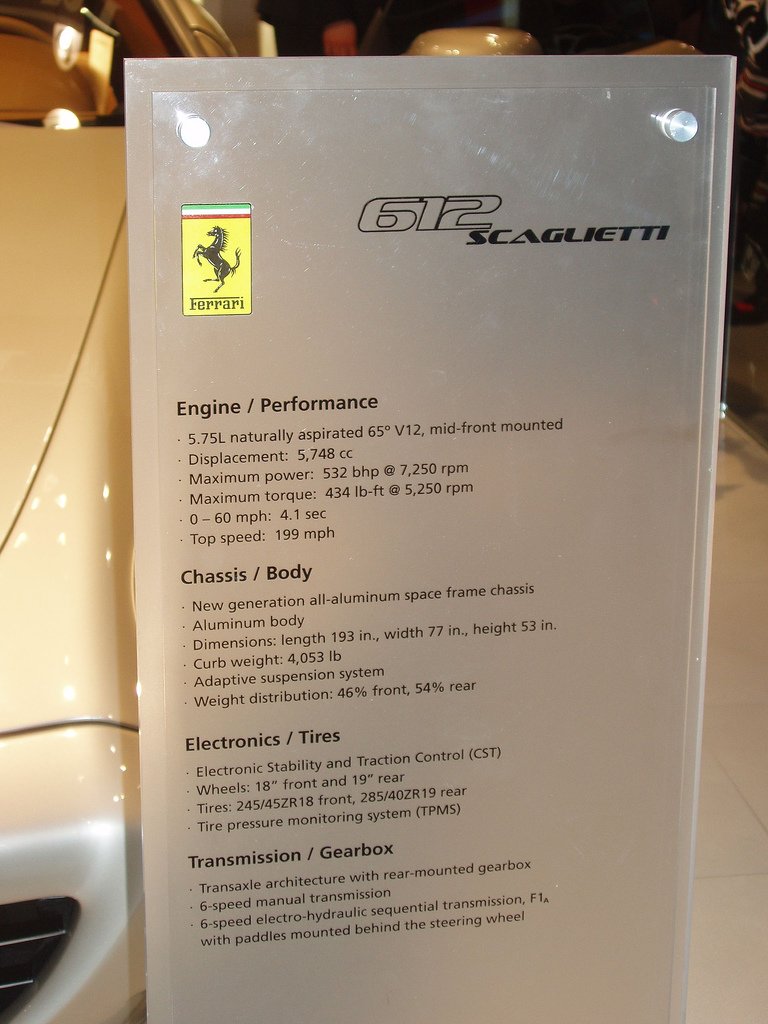 612
SCAGLIETTI
Ferrari
Engine / Performance
· 5.75L naturally aspirated 65º V12, mid-front mounted
· Displacement: 5,748 cc
· Maximum power: 532 bhp @ 7,250 rpm
· Maximum torque: 434 lb-ft @ 5,250 rpm
· 0 – 60 mph: 4.1 sec
· Top speed: 199 mph
Chassis / Body
· New generation all-aluminum space frame chassis
· Aluminum body
· Dimensions: length 193 in., width 77 in., height 53 in.
· Curb weight: 4,053 lb
· Adaptive suspension system
· Weight distribution: 46% front, 54% rear
Electronics / Tires
· Electronic Stability and Traction Control (CST)
· Wheels: 18” front and 19” rear
· Tires: 245/45ZR18 front, 285/40ZR19 rear
· Tire pressure monitoring system (TPMS)
Transmission / Gearbox
· Transaxle architecture with rear-mounted gearbox
· 6-speed manual transmission
· 6-speed electro-hydraulic sequential transmission, F1A
with paddles mounted behind the steering wheel